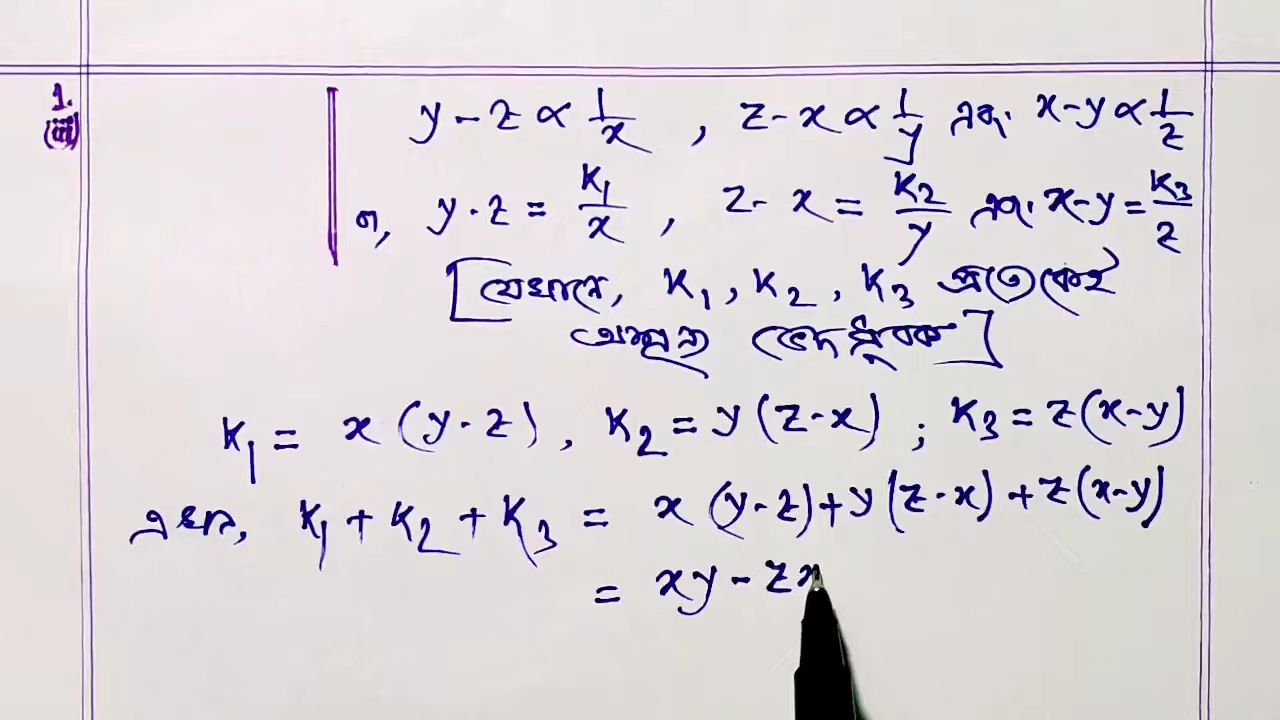 1.
(iii)
y - z ∝ 1/x , z - x ∝ 1/y এবং x - y ∝ 1/z
বা, y - z = K₁/x , z - x = K₂/y এবং x - y = K₃/z
[যেখানে, K₁, K₂, K₃ প্রত্যেকেই
অশূন্য ভেদ ধ্রুবক]
K₁ = x (y - z), K₂ = y (z - x) ; K₃ = z (x - y)
এখন, K₁ + K₂ + K₃ = x (y - z) + y (z - x) + z (x - y)
= xy - zx